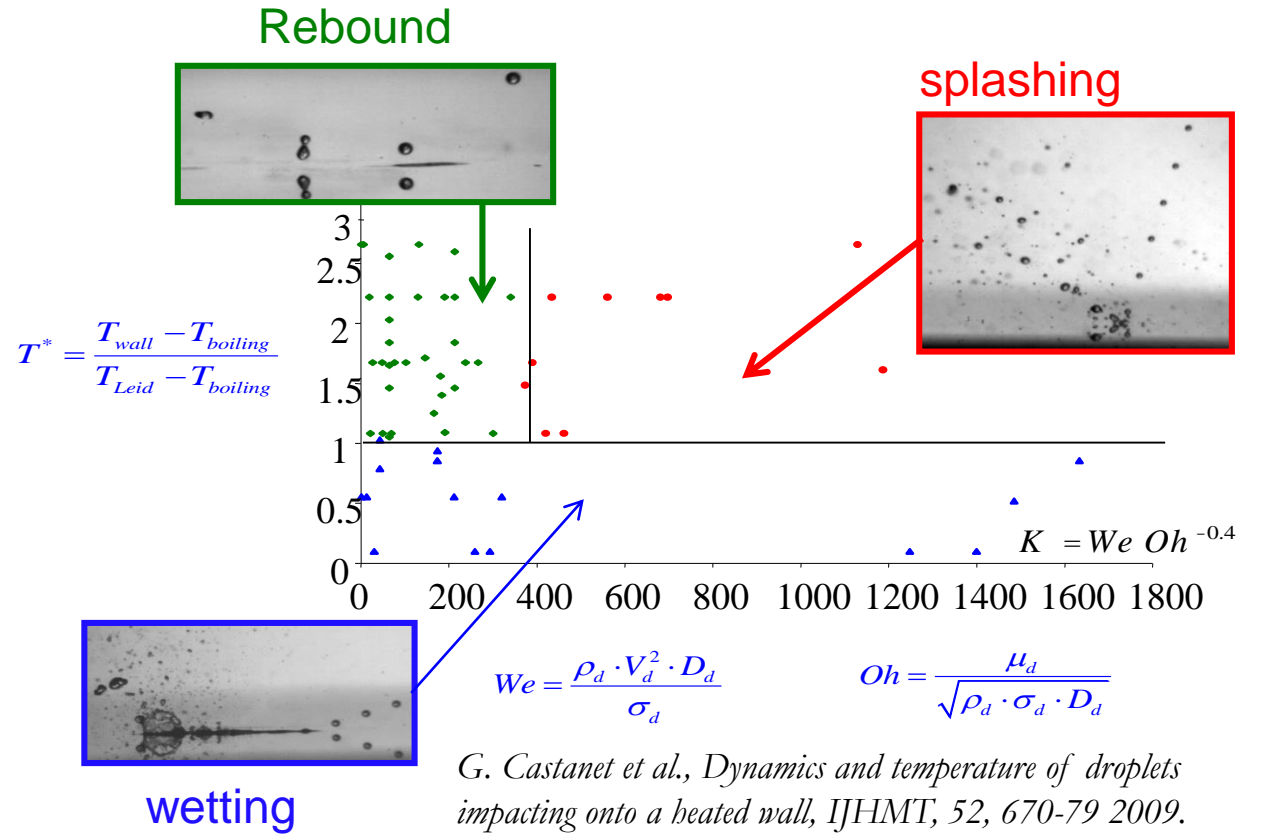 Rebound
splashing
3
2.5
2
1.5
1
0.5
0
T* = (T_wall − T_boiling) / (T_Leid − T_boiling)
K = We Oh^−0.4
0 200 400 600 800 1000 1200 1400 1600 1800
We = (ρ_d · V_d^2 · D_d) / σ_d
Oh = μ_d / √(ρ_d · σ_d · D_d)
wetting
G. Castanet et al., Dynamics and temperature of droplets
impacting onto a heated wall, IJHMT, 52, 670-79 2009.